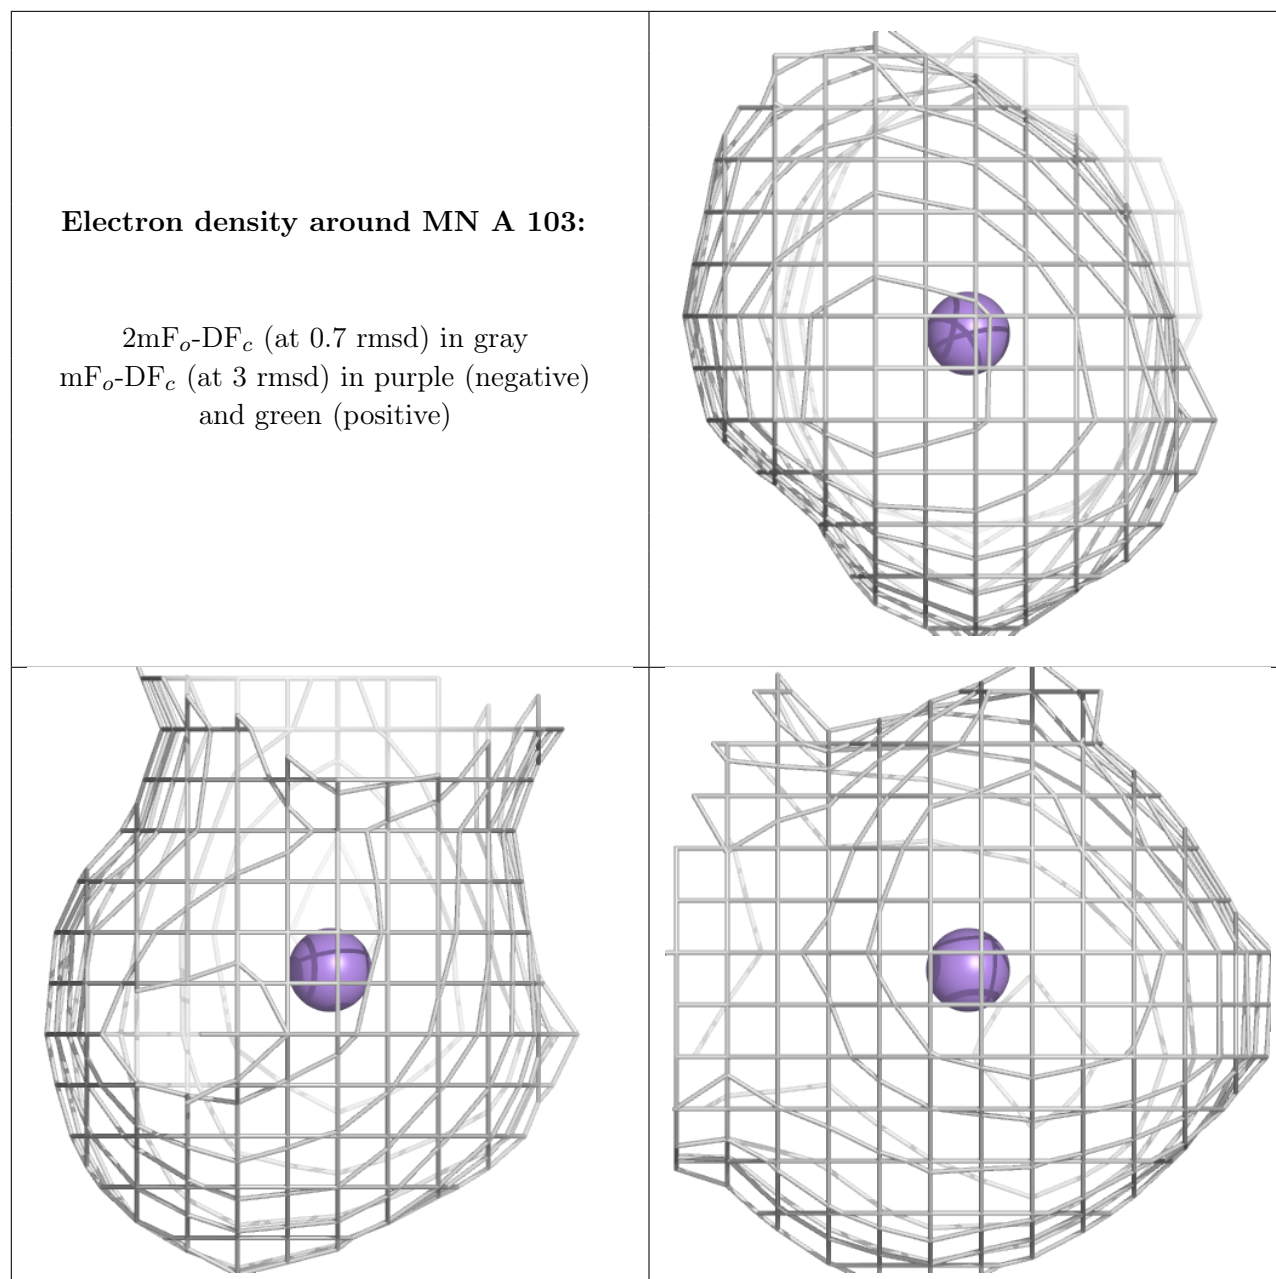 Electron density around MN A 103:
2mFo-DFc (at 0.7 rmsd) in gray
mFo-DFc (at 3 rmsd) in purple (negative)
and green (positive)